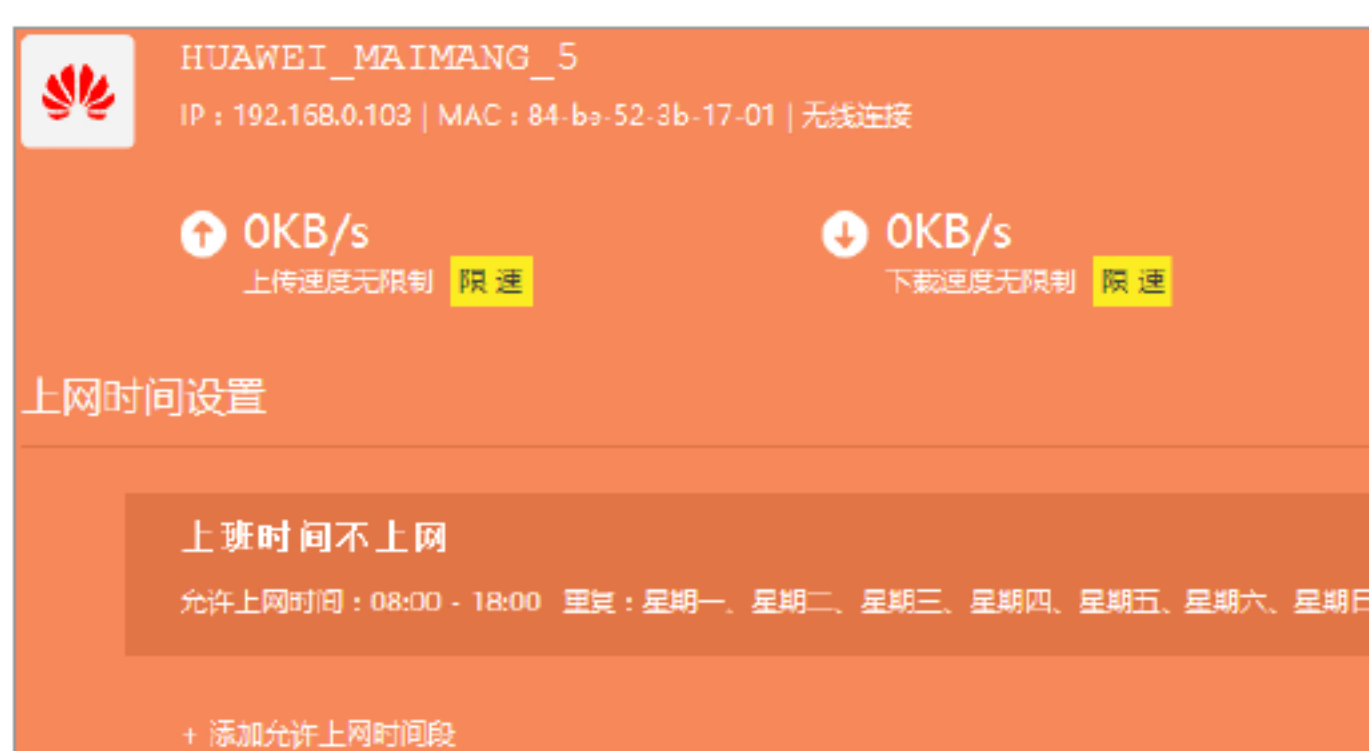 HUAWEI_MAIMANG_5
IP：192.168.0.103 | MAC：84-be-52-3b-17-01 | 无线连接
0KB/s
上传速度无限制 限速
0KB/s
下载速度无限制 限速
上网时间设置
上班时间不上网
允许上网时间：08:00 - 18:00 重复：星期一、星期二、星期三、星期四、星期五、星期六、星期日
+ 添加允许上网时间段